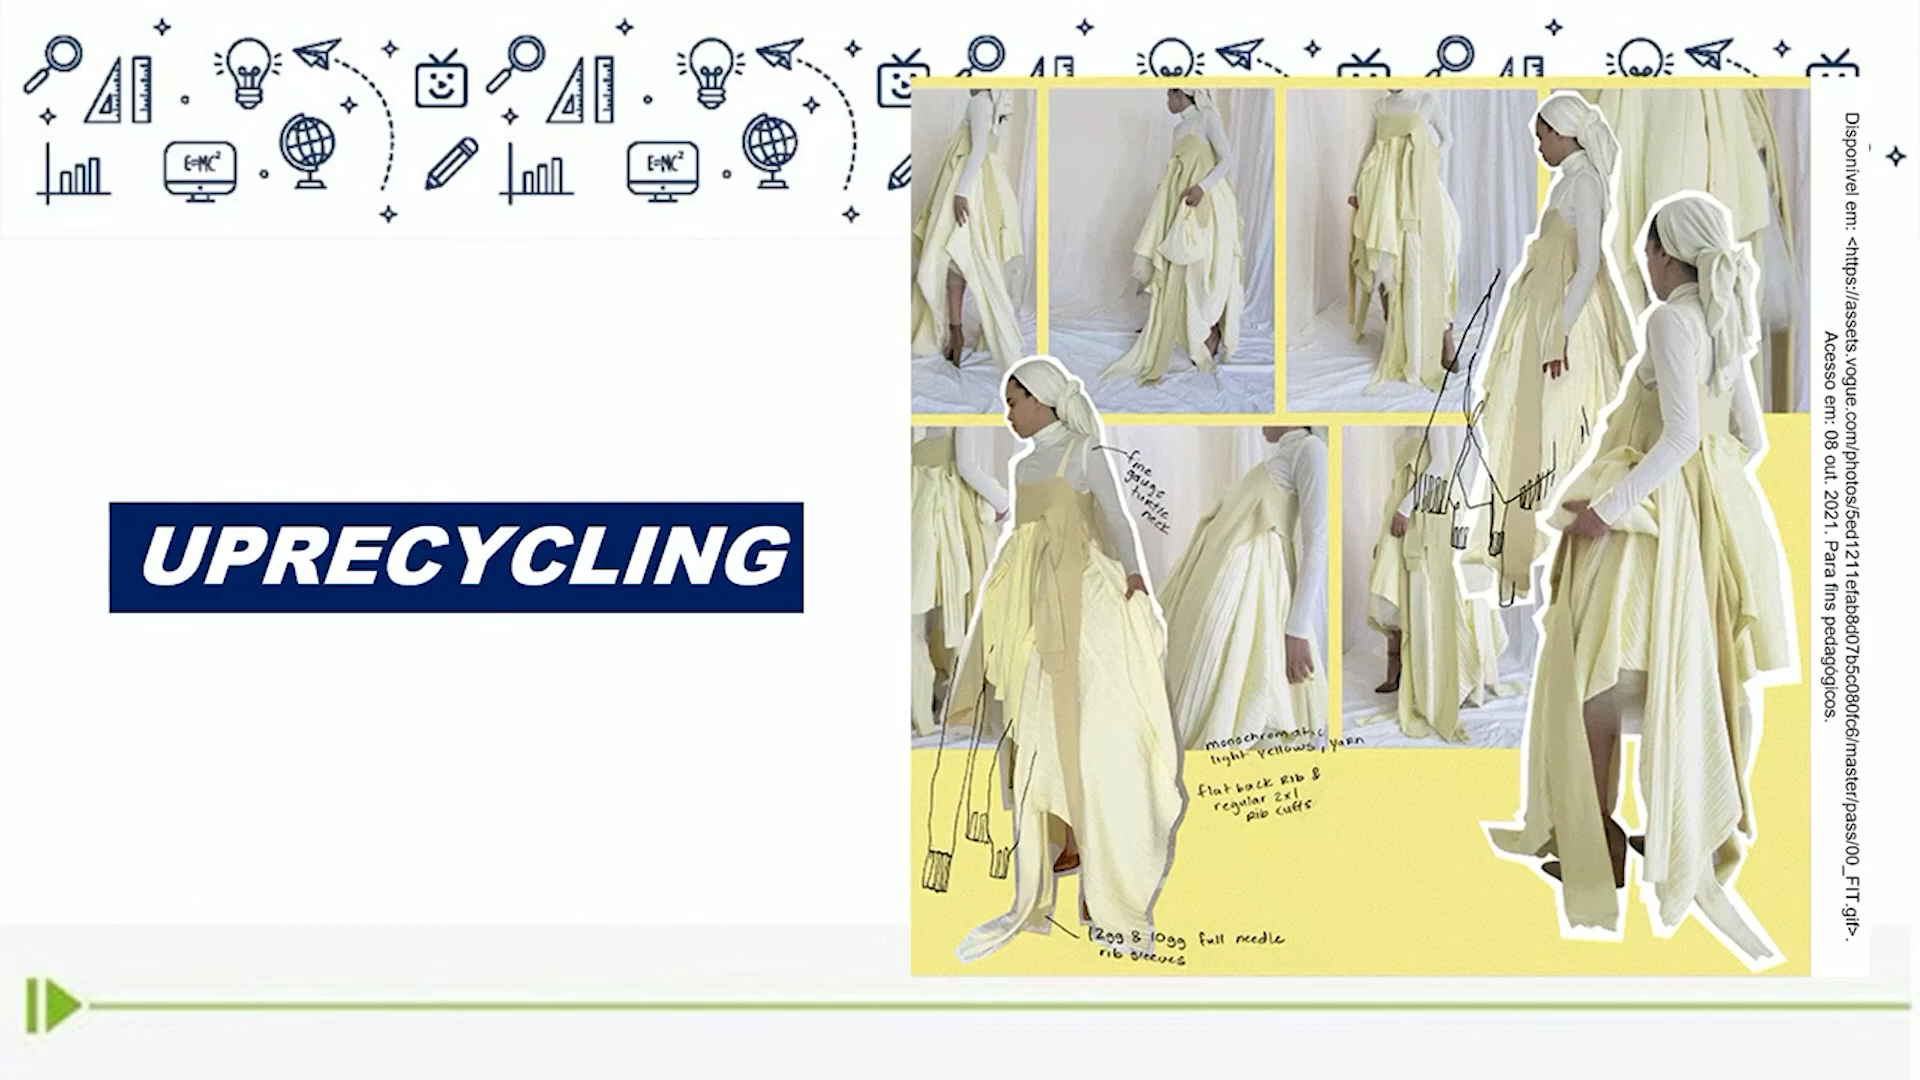 E=MC²
E=MC²
UPRECYCLING
fine
gauge
turtle
neck
monochromatic
light yellows, yarn
flat back Rib &
regular 2x1
Rib cuffs
12gg & 10gg full needle
rib sleeves
Disponível em: <https://assets.vogue.com/photos/5ed1211efab8d07b5c080fc6/master/pass/00_FIT.gif>.
Acesso em: 08 out. 2021. Para fins pedagógicos.